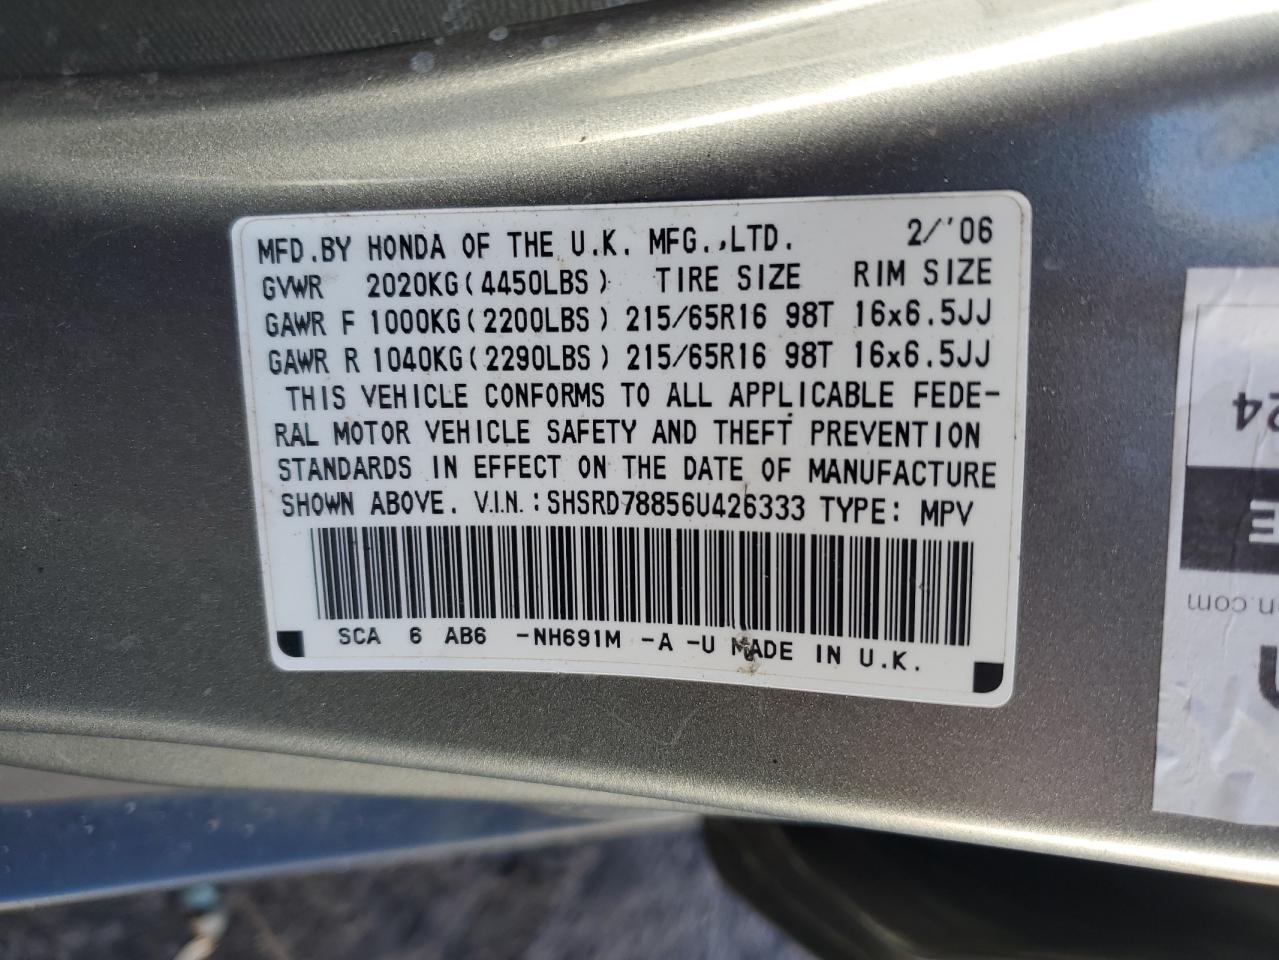 MFD.BY HONDA OF THE U.K. MFG.,LTD. 2/'06
GVWR 2020KG(4450LBS) TIRE SIZE RIM SIZE
GAWR F 1000KG(2200LBS) 215/65R16 98T 16x6.5JJ
GAWR R 1040KG(2290LBS) 215/65R16 98T 16x6.5JJ
THIS VEHICLE CONFORMS TO ALL APPLICABLE FEDE-
RAL MOTOR VEHICLE SAFETY AND THEFT PREVENTION
STANDARDS IN EFFECT ON THE DATE OF MANUFACTURE
SHOWN ABOVE. V.I.N.:SHSRD78856U426333 TYPE: MPV
SCA 6 AB6 -NH691M -A -U MADE IN U.K.
24
E
n.com